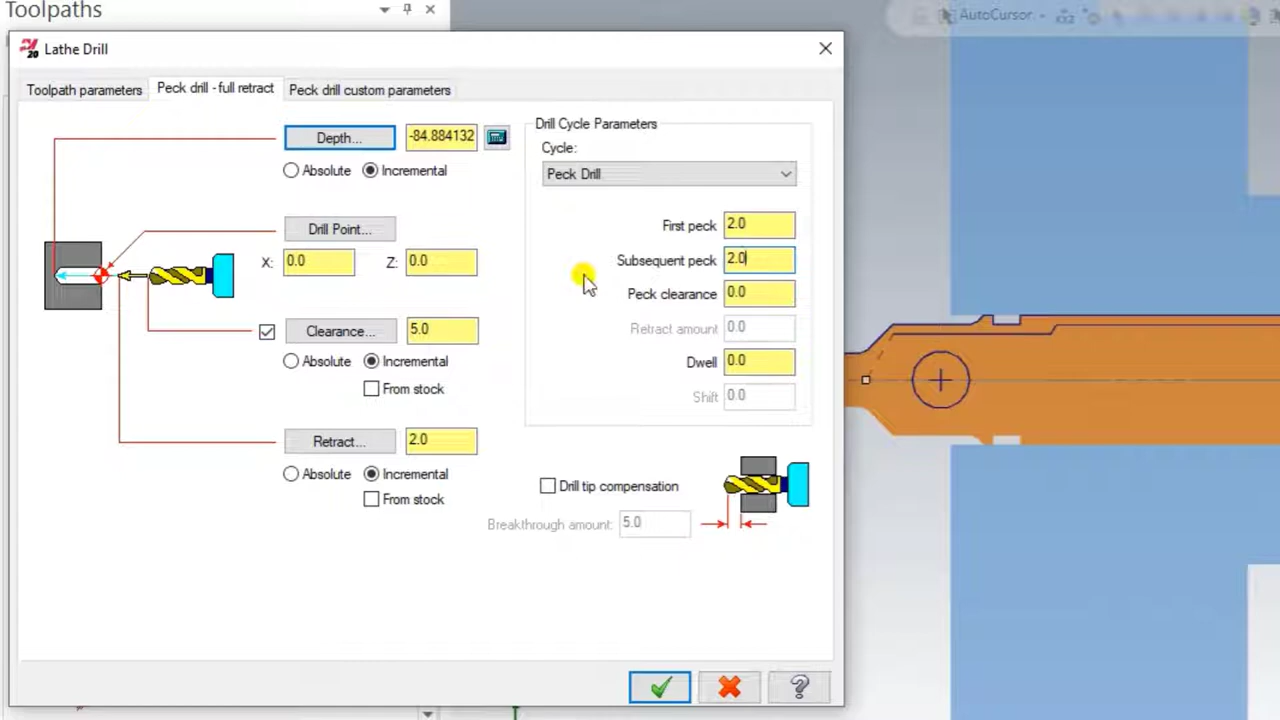 Toolpaths
AutoCursor
20 Lathe Drill
Toolpath parameters
Peck drill - full retract
Peck drill custom parameters
Depth...
-84.884132
Absolute
Incremental
Drill Point...
X:
0.0
Z:
0.0
Clearance...
5.0
Absolute
Incremental
From stock
Retract...
2.0
Absolute
Incremental
From stock
Drill Cycle Parameters
Cycle:
Peck Drill
First peck
2.0
Subsequent peck
2.0
Peck clearance
0.0
Retract amount
0.0
Dwell
0.0
Shift
0.0
Drill tip compensation
Breakthrough amount:
5.0